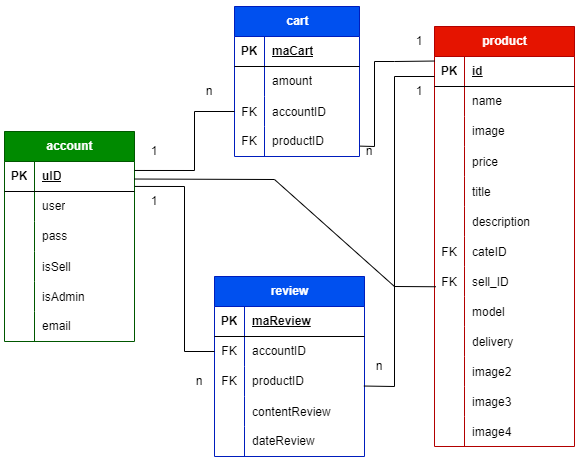 cart
PK maCart
amount
FK accountID
FK productID
product
PK id
name
image
price
title
description
FK cateID
FK sell_ID
model
delivery
image2
image3
image4
account
PK uID
user
pass
isSell
isAdmin
email
review
PK maReview
FK accountID
FK productID
contentReview
dateReview
1
n
1
n
1
1
n
n